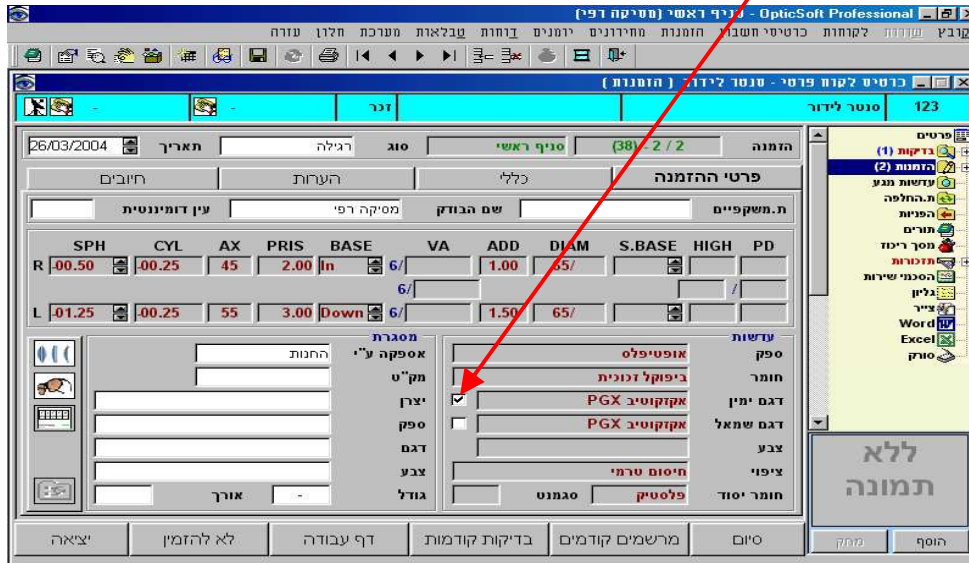 OpticSoft Professional - סניף ראשי (מסיקה רפי)
קובץ שורות לקוחות כרטיסי חשבון הזמנות מחירונים יומנים דוחות טבלאות מערכת חלון עזרה
כרטיס לקוח פרטי - סנטר לידור ( הזמנות )
123 סנטר לידור זכר - -
הזמנה 2 / 2 - (38) סניף ראשי סוג רגילה תאריך 26/03/2004
פרטי ההזמנה כללי הערות חיובים
ת.משקפיים שם הבודק מסיקה רפי עין דומיננטית
SPH CYL AX PRIS BASE VA ADD DIAM S.BASE HIGH PD
R -00.50 -00.25 45 2.00 In 6/ 1.00 65/
6/ /
L -01.25 -00.25 55 3.00 Down 6/ 1.50 65/
עדשות
ספק אופטיפלס
חומר ביפוקל זכוכית
דגם ימין אקזקוטיב PGX
דגם שמאל אקזקוטיב PGX
צבע
ציפוי חיסום טרמי
חומר יסוד פלסטיק סגמנט
מסגרת
אספקה ע"י החנות
מק"ט
יצרן
ספק
דגם
צבע
גודל - אורך
סיום מרשמים קודמים בדיקות קודמות דף עבודה לא להזמין יציאה
פרטים
בדיקות (1)
הזמנות (2)
עדשות מגע
ת.החלפה
הפניות
תורים
מסך ריכוז
תזכורות
הסכמי שירות
גליון
צייר
Word
Excel
סורק
ללא
תמונה
הוסף מחק